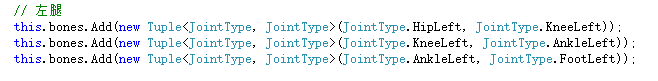 // 左腿
this.bones.Add(new Tuple<JointType, JointType>(JointType.HipLeft, JointType.KneeLeft));
this.bones.Add(new Tuple<JointType, JointType>(JointType.KneeLeft, JointType.AnkleLeft));
this.bones.Add(new Tuple<JointType, JointType>(JointType.AnkleLeft, JointType.FootLeft));